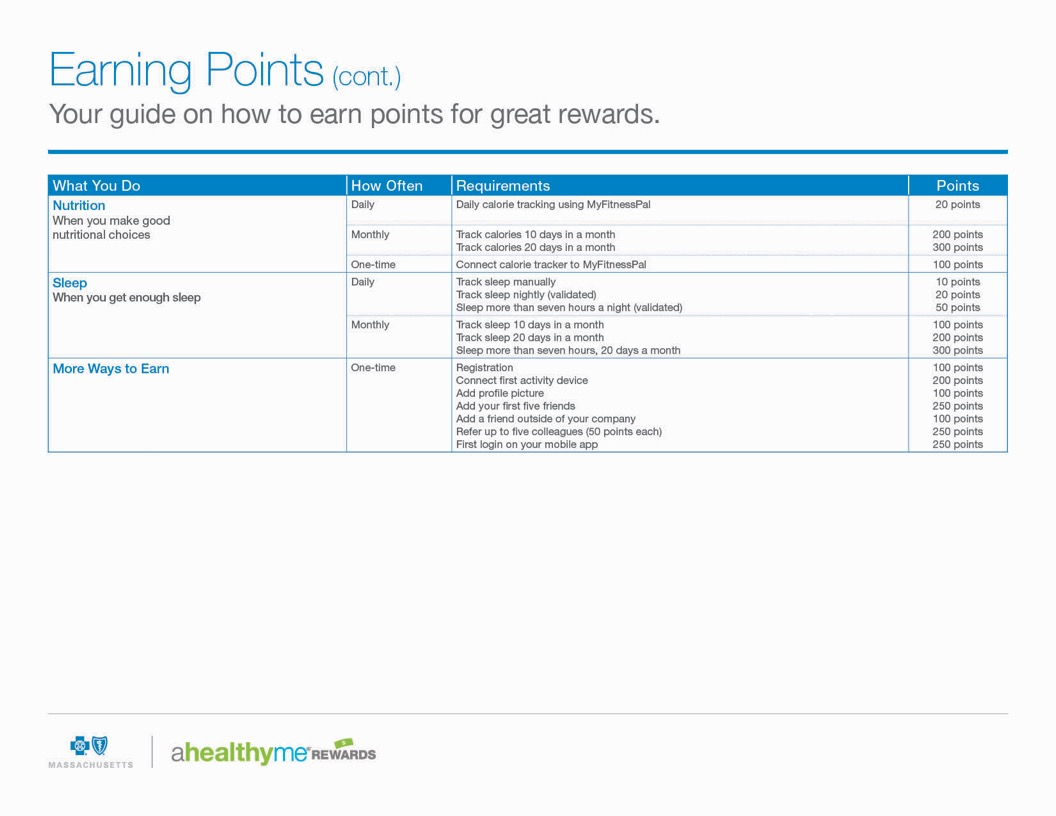 Earning Points (cont.)
Your guide on how to earn points for great rewards.
What You Do How Often Requirements Points
Nutrition
When you make good
nutritional choices
Daily Daily calorie tracking using MyFitnessPal 20 points
Monthly Track calories 10 days in a month 200 points
Track calories 20 days in a month 300 points
One-time Connect calorie tracker to MyFitnessPal 100 points
Sleep
When you get enough sleep
Daily Track sleep manually 10 points
Track sleep nightly (validated) 20 points
Sleep more than seven hours a night (validated) 50 points
Monthly Track sleep 10 days in a month 100 points
Track sleep 20 days in a month 200 points
Sleep more than seven hours, 20 days a month 300 points
More Ways to Earn
One-time Registration 100 points
Connect first activity device 200 points
Add profile picture 100 points
Add your first five friends 250 points
Add a friend outside of your company 100 points
Refer up to five colleagues (50 points each) 250 points
First login on your mobile app 250 points
MASSACHUSETTS
ahealthyme® REWARDS